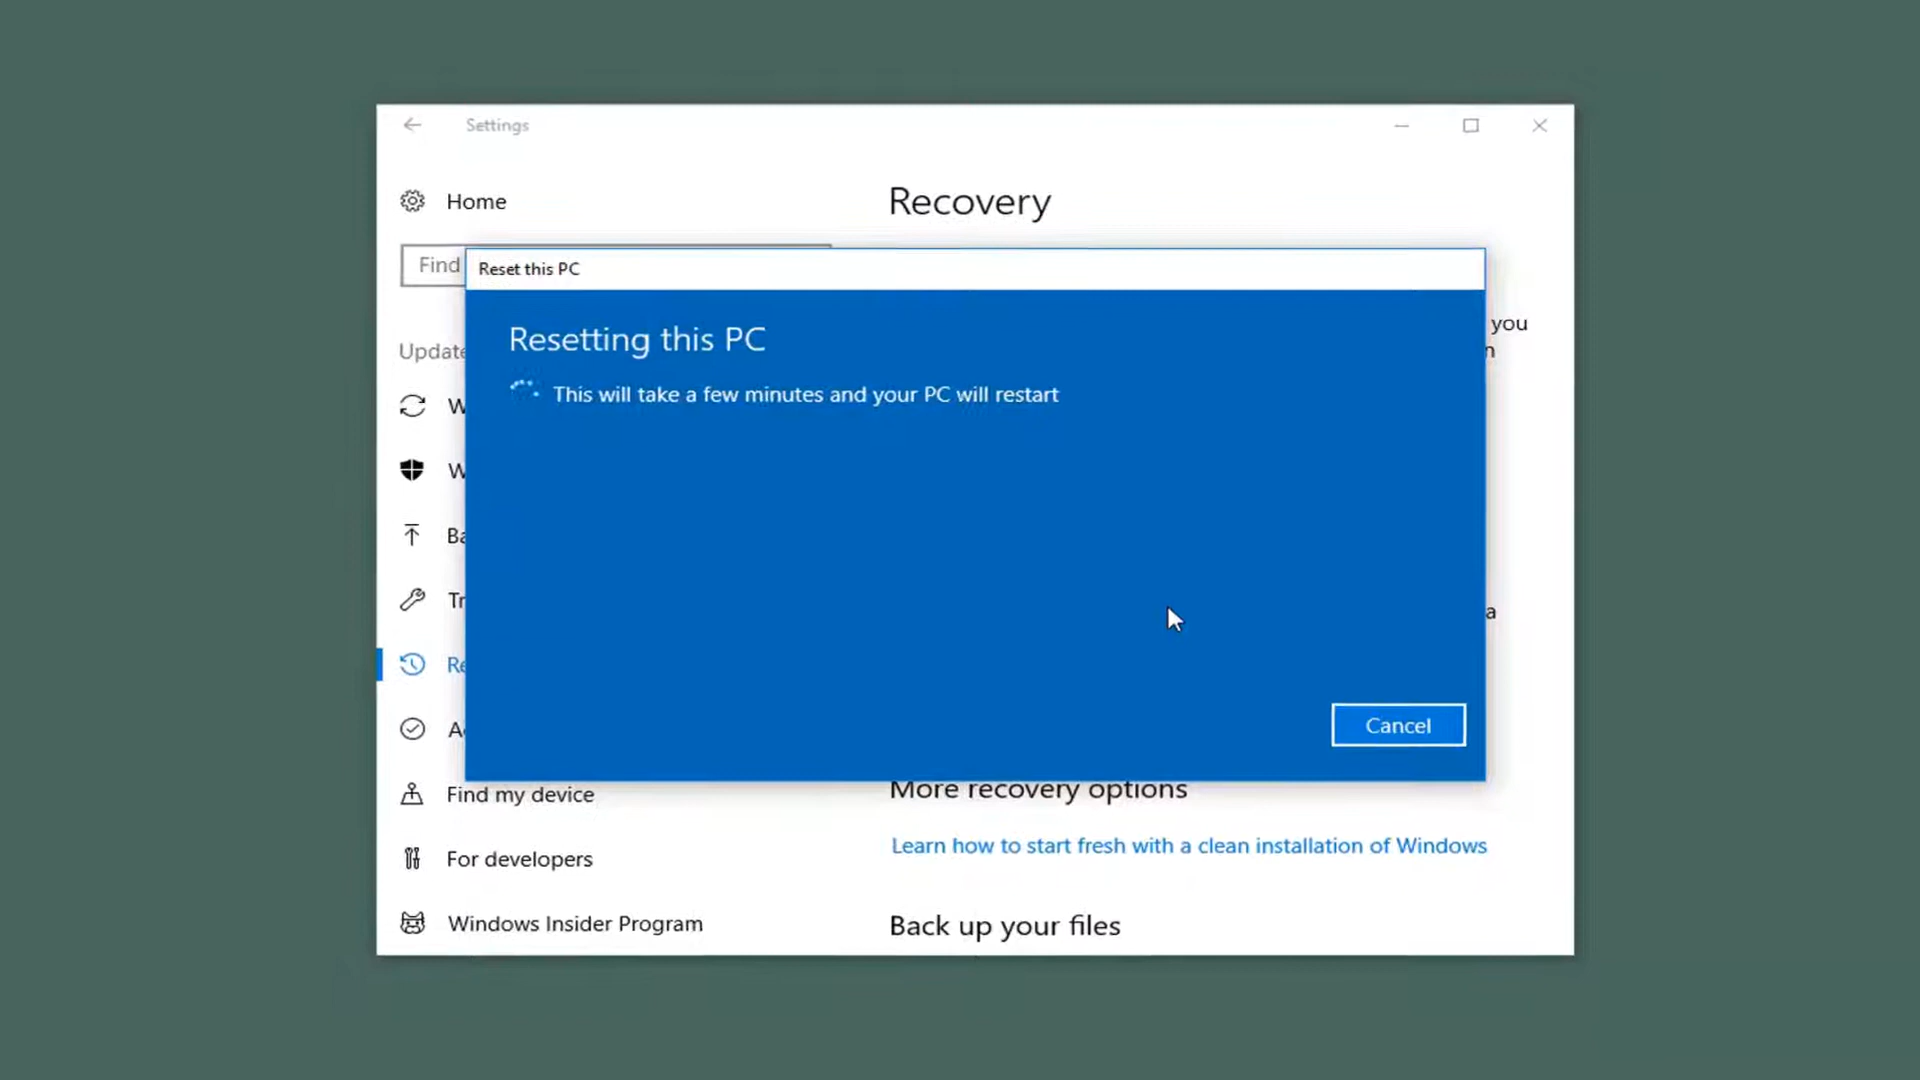 Settings
Home
Recovery
Find
Reset this PC
Resetting this PC
This will take a few minutes and your PC will restart
you
Cancel
a
Find my device
More recovery options
For developers
Learn how to start fresh with a clean installation of Windows
Windows Insider Program
Back up your files